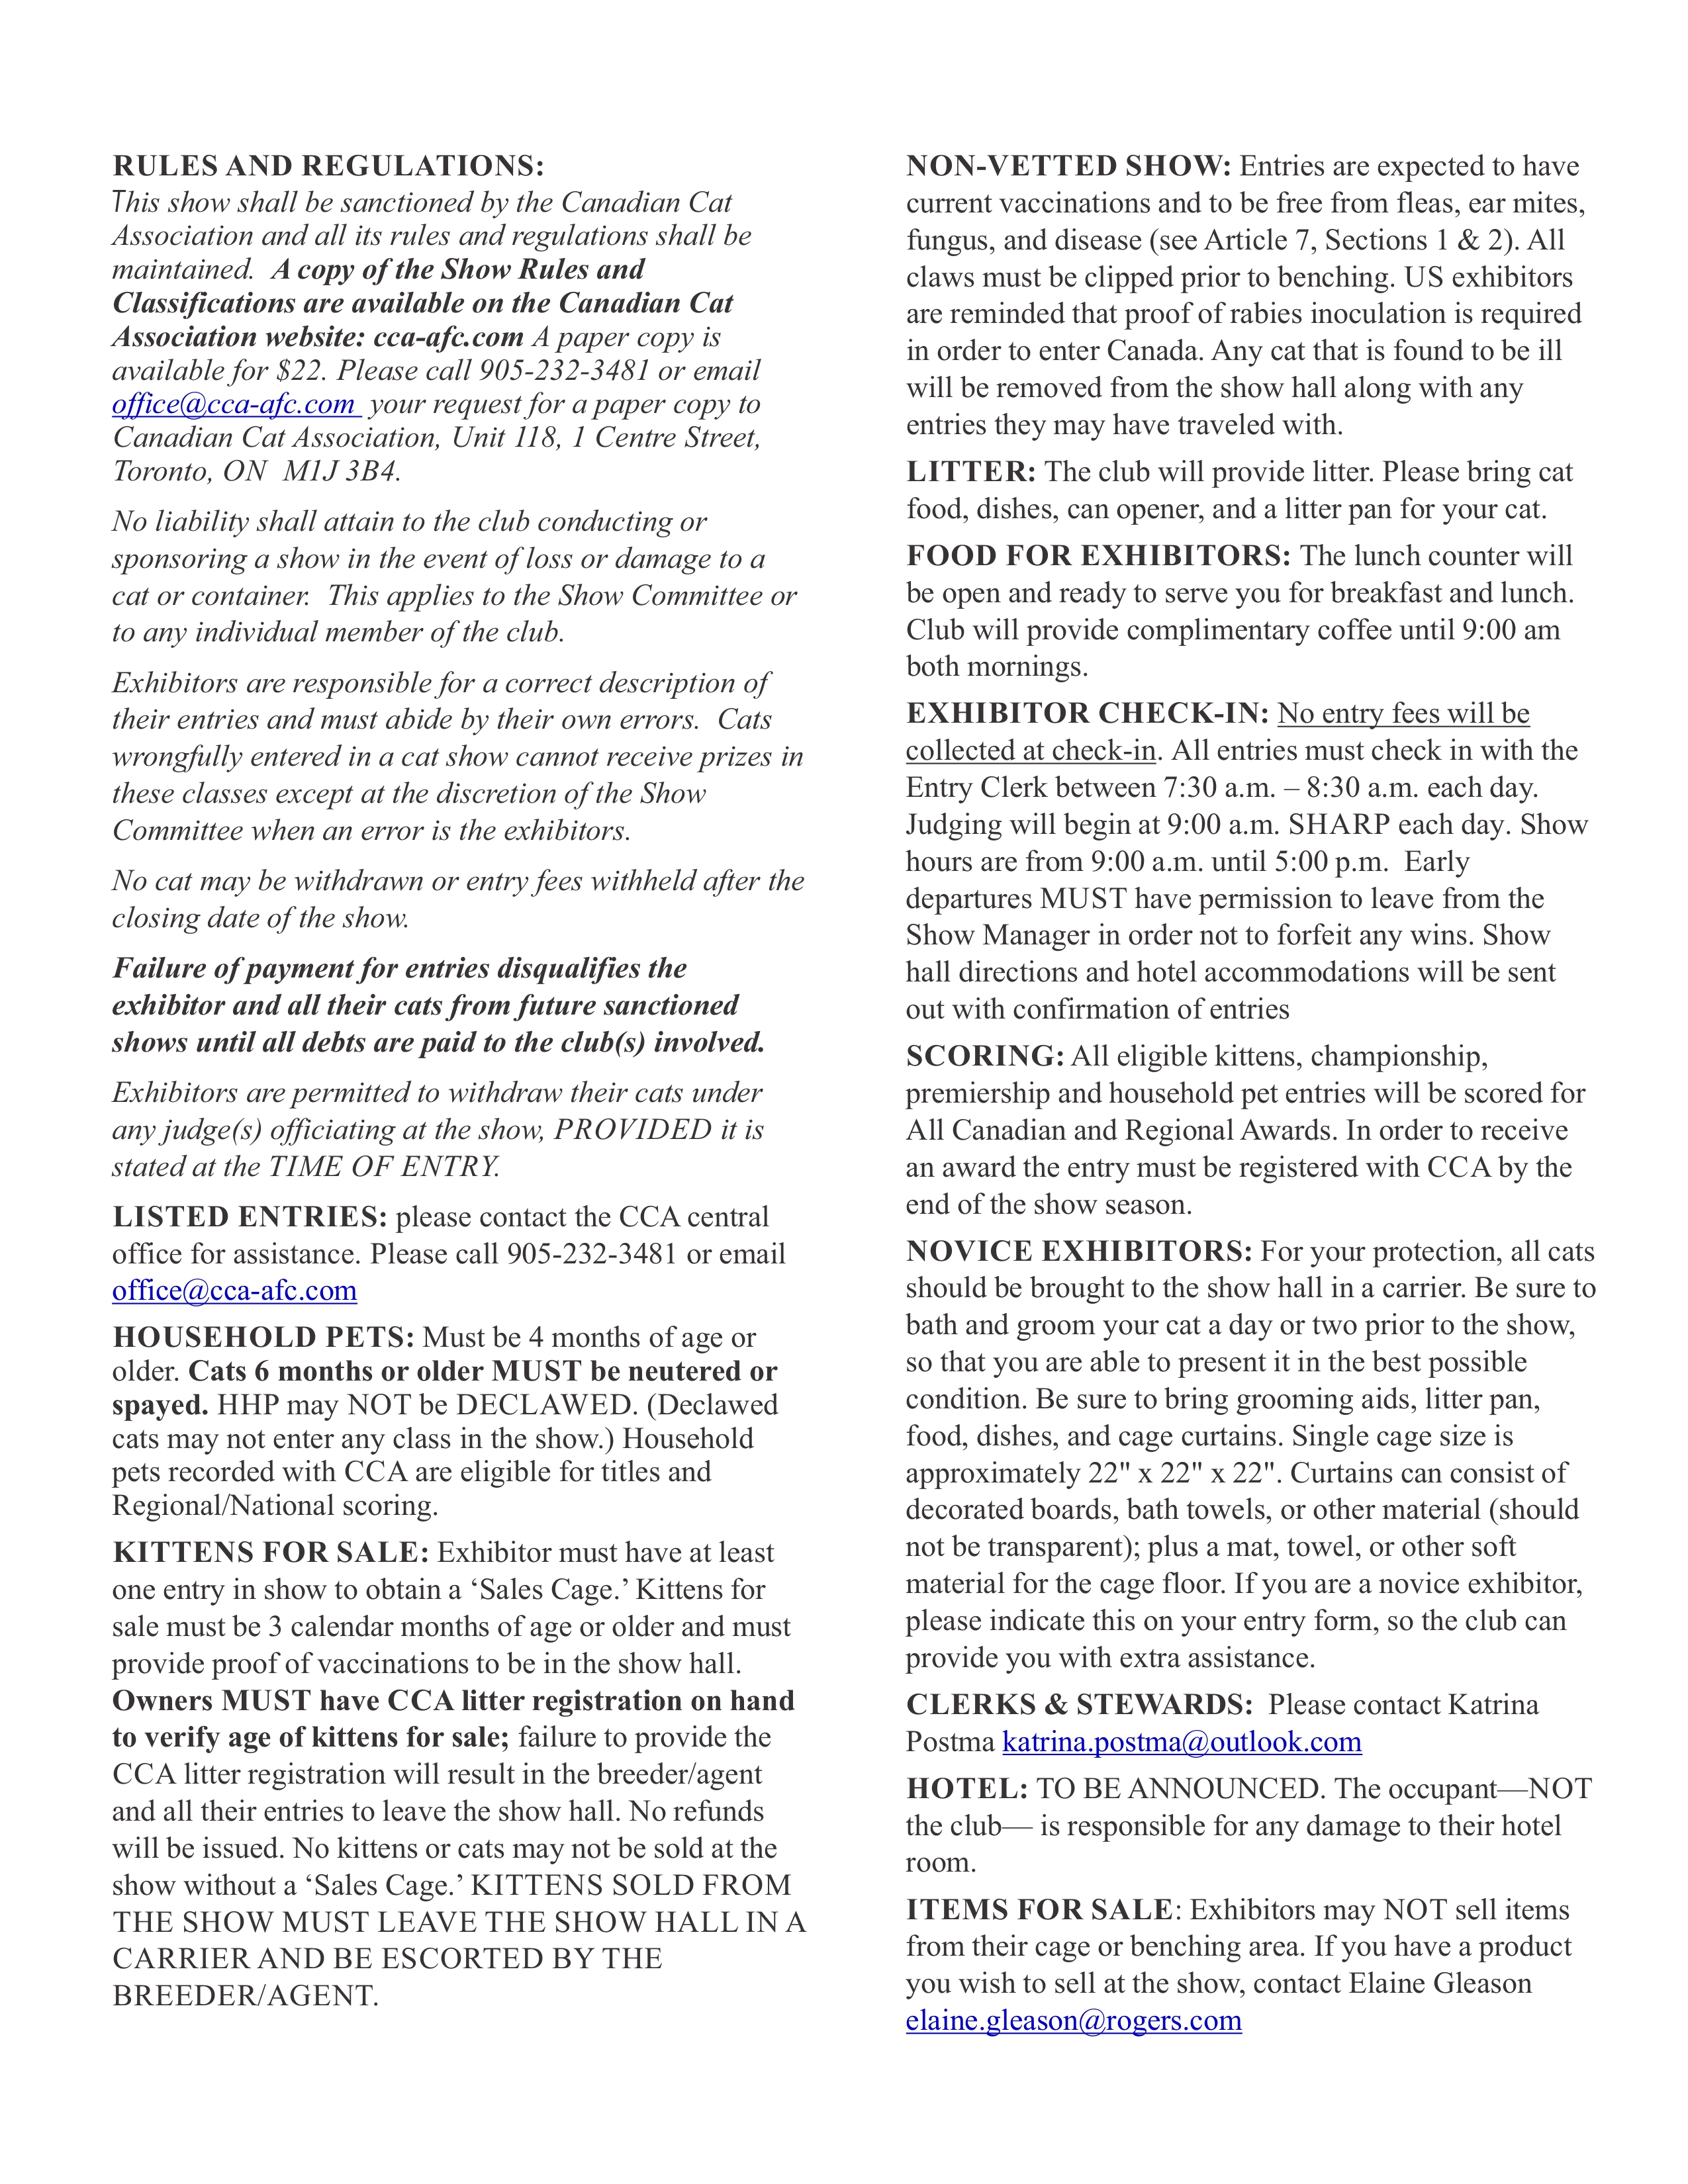 RULES AND REGULATIONS:
This show shall be sanctioned by the Canadian Cat
Association and all its rules and regulations shall be
maintained.  A copy of the Show Rules and
Classifications are available on the Canadian Cat
Association website: cca-afc.com A paper copy is
available for $22. Please call 905-232-3481 or email
office@cca-afc.com  your request for a paper copy to
Canadian Cat Association, Unit 118, 1 Centre Street,
Toronto, ON  M1J 3B4.
No liability shall attain to the club conducting or
sponsoring a show in the event of loss or damage to a
cat or container.  This applies to the Show Committee or
to any individual member of the club.
Exhibitors are responsible for a correct description of
their entries and must abide by their own errors.  Cats
wrongfully entered in a cat show cannot receive prizes in
these classes except at the discretion of the Show
Committee when an error is the exhibitors.
No cat may be withdrawn or entry fees withheld after the
closing date of the show.
Failure of payment for entries disqualifies the
exhibitor and all their cats from future sanctioned
shows until all debts are paid to the club(s) involved.
Exhibitors are permitted to withdraw their cats under
any judge(s) officiating at the show, PROVIDED it is
stated at the TIME OF ENTRY.
LISTED ENTRIES: please contact the CCA central
office for assistance. Please call 905-232-3481 or email
office@cca-afc.com
HOUSEHOLD PETS: Must be 4 months of age or
older. Cats 6 months or older MUST be neutered or
spayed. HHP may NOT be DECLAWED. (Declawed
cats may not enter any class in the show.) Household
pets recorded with CCA are eligible for titles and
Regional/National scoring.
KITTENS FOR SALE: Exhibitor must have at least
one entry in show to obtain a ‘Sales Cage.’ Kittens for
sale must be 3 calendar months of age or older and must
provide proof of vaccinations to be in the show hall.
Owners MUST have CCA litter registration on hand
to verify age of kittens for sale; failure to provide the
CCA litter registration will result in the breeder/agent
and all their entries to leave the show hall. No refunds
will be issued. No kittens or cats may not be sold at the
show without a ‘Sales Cage.’ KITTENS SOLD FROM
THE SHOW MUST LEAVE THE SHOW HALL IN A
CARRIER AND BE ESCORTED BY THE
BREEDER/AGENT.
NON-VETTED SHOW: Entries are expected to have
current vaccinations and to be free from fleas, ear mites,
fungus, and disease (see Article 7, Sections 1 & 2). All
claws must be clipped prior to benching. US exhibitors
are reminded that proof of rabies inoculation is required
in order to enter Canada. Any cat that is found to be ill
will be removed from the show hall along with any
entries they may have traveled with.
LITTER: The club will provide litter. Please bring cat
food, dishes, can opener, and a litter pan for your cat.
FOOD FOR EXHIBITORS: The lunch counter will
be open and ready to serve you for breakfast and lunch.
Club will provide complimentary coffee until 9:00 am
both mornings.
EXHIBITOR CHECK-IN: No entry fees will be
collected at check-in. All entries must check in with the
Entry Clerk between 7:30 a.m. – 8:30 a.m. each day.
Judging will begin at 9:00 a.m. SHARP each day. Show
hours are from 9:00 a.m. until 5:00 p.m.  Early
departures MUST have permission to leave from the
Show Manager in order not to forfeit any wins. Show
hall directions and hotel accommodations will be sent
out with confirmation of entries
SCORING: All eligible kittens, championship,
premiership and household pet entries will be scored for
All Canadian and Regional Awards. In order to receive
an award the entry must be registered with CCA by the
end of the show season.
NOVICE EXHIBITORS: For your protection, all cats
should be brought to the show hall in a carrier. Be sure to
bath and groom your cat a day or two prior to the show,
so that you are able to present it in the best possible
condition. Be sure to bring grooming aids, litter pan,
food, dishes, and cage curtains. Single cage size is
approximately 22" x 22" x 22". Curtains can consist of
decorated boards, bath towels, or other material (should
not be transparent); plus a mat, towel, or other soft
material for the cage floor. If you are a novice exhibitor,
please indicate this on your entry form, so the club can
provide you with extra assistance.
CLERKS & STEWARDS:  Please contact Katrina
Postma katrina.postma@outlook.com
HOTEL: TO BE ANNOUNCED. The occupant—NOT
the club— is responsible for any damage to their hotel
room.
ITEMS FOR SALE: Exhibitors may NOT sell items
from their cage or benching area. If you have a product
you wish to sell at the show, contact Elaine Gleason
elaine.gleason@rogers.com